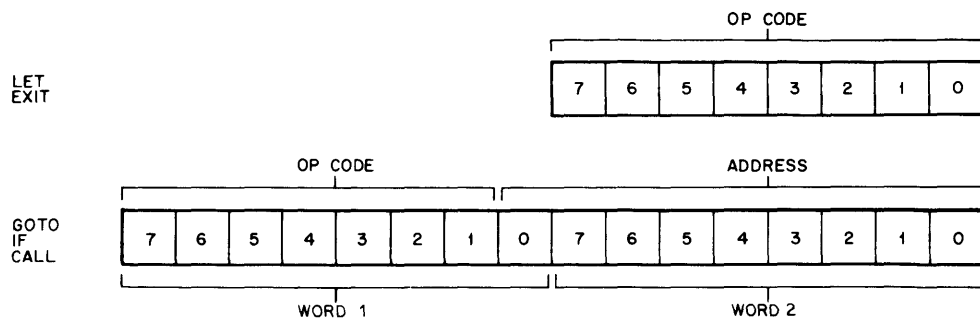 OP CODE
LET
EXIT
7 6 5 4 3 2 1 0
OP CODE ADDRESS
GOTO
IF
CALL
7 6 5 4 3 2 1 0 7 6 5 4 3 2 1 0
WORD 1 WORD 2